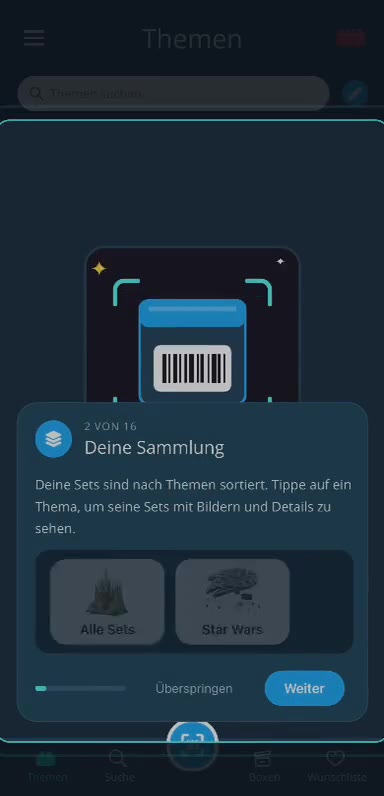 Themen
Themen suchen...
2 VON 16
Deine Sammlung
Deine Sets sind nach Themen sortiert. Tippe auf ein
Thema, um seine Sets mit Bildern und Details zu
sehen.
Alle Sets
Star Wars
Überspringen
Weiter
Themen
Suche
Boxen
Wunschliste